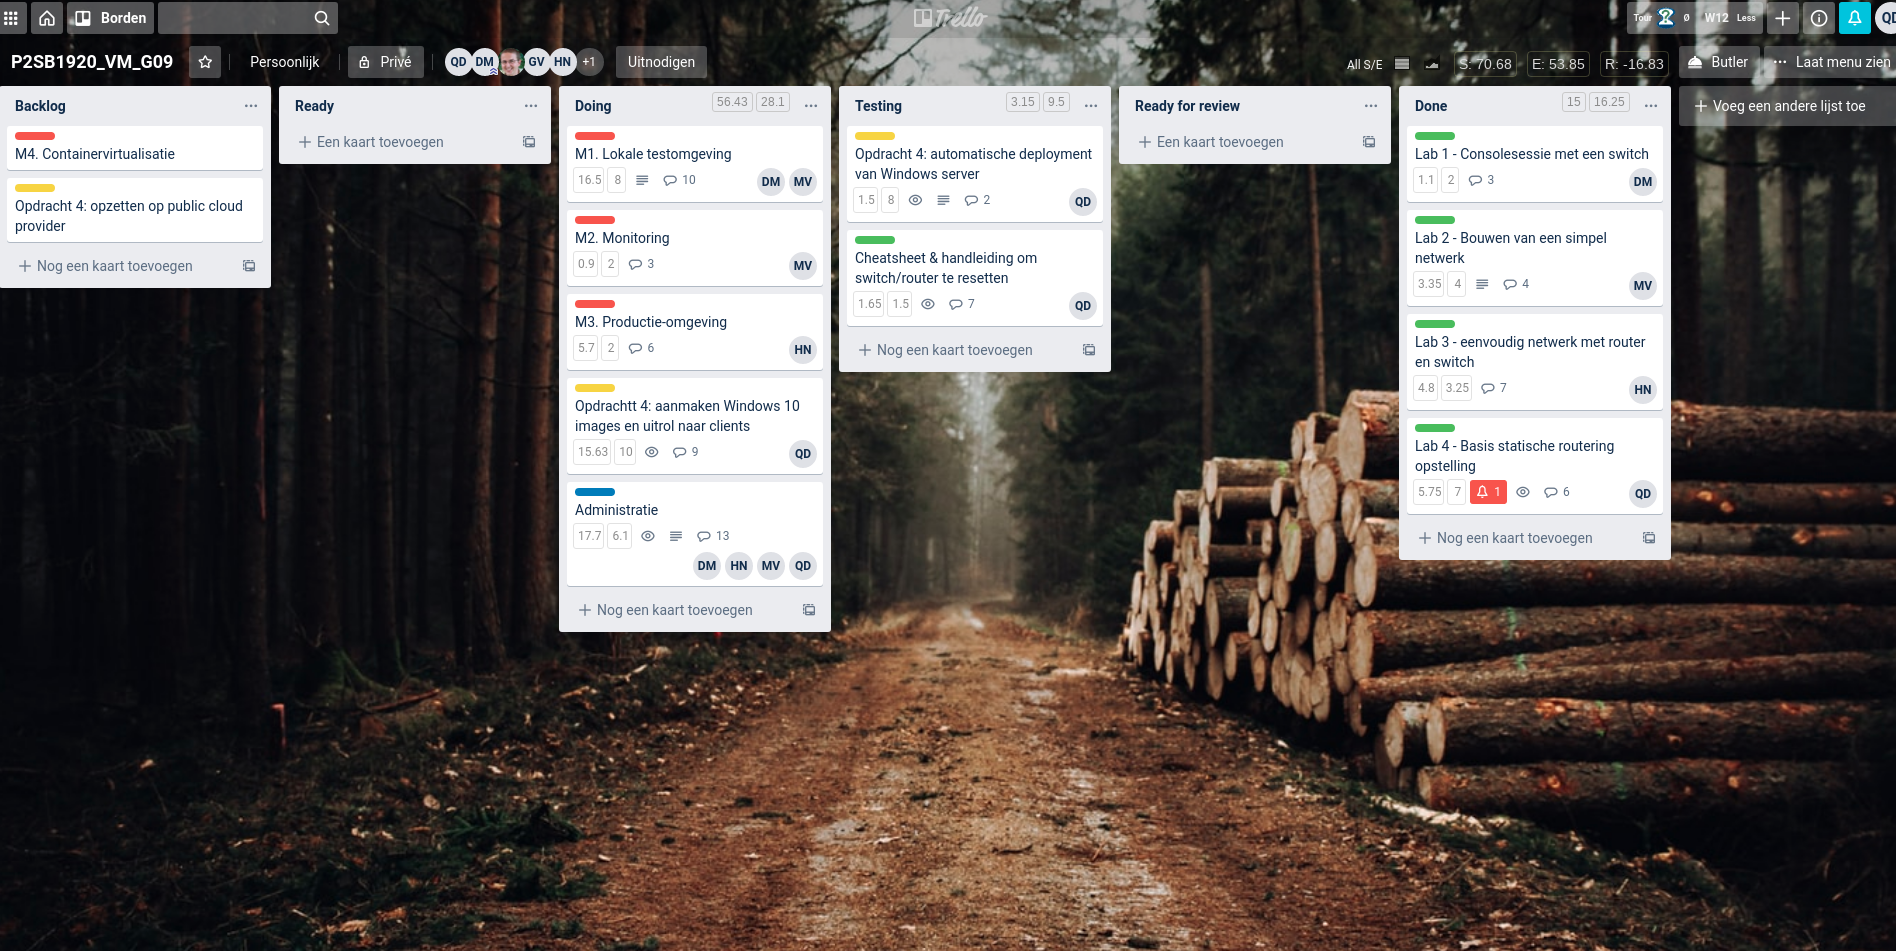 Borden
Trello
Tour
Ø
W12
Less
QD
P2SB1920_VM_G09
Persoonlijk
Privé
QD
DM
GV
HN
+1
Uitnodigen
All S/E
S: 70.68
E: 53.85
R: -16.83
Butler
Laat menu zien
Backlog
M4. Containervirtualisatie
Opdracht 4: opzetten op public cloud
provider
Nog een kaart toevoegen
Ready
Een kaart toevoegen
Doing
56.43
28.1
M1. Lokale testomgeving
16.5
8
10
DM
MV
M2. Monitoring
0.9
2
3
MV
M3. Productie-omgeving
5.7
2
6
HN
Opdrachtt 4: aanmaken Windows 10
images en uitrol naar clients
15.63
10
9
QD
Administratie
17.7
6.1
13
DM
HN
MV
QD
Nog een kaart toevoegen
Testing
3.15
9.5
Opdracht 4: automatische deployment
van Windows server
1.5
8
2
QD
Cheatsheet & handleiding om
switch/router te resetten
1.65
1.5
7
QD
Nog een kaart toevoegen
Ready for review
Een kaart toevoegen
Done
15
16.25
Lab 1 - Consolesessie met een switch
1.1
2
3
DM
Lab 2 - Bouwen van een simpel
netwerk
3.35
4
4
MV
Lab 3 - eenvoudig netwerk met router
en switch
4.8
3.25
7
HN
Lab 4 - Basis statische routering
opstelling
5.75
7
1
6
QD
Nog een kaart toevoegen
Voeg een andere lijst toe